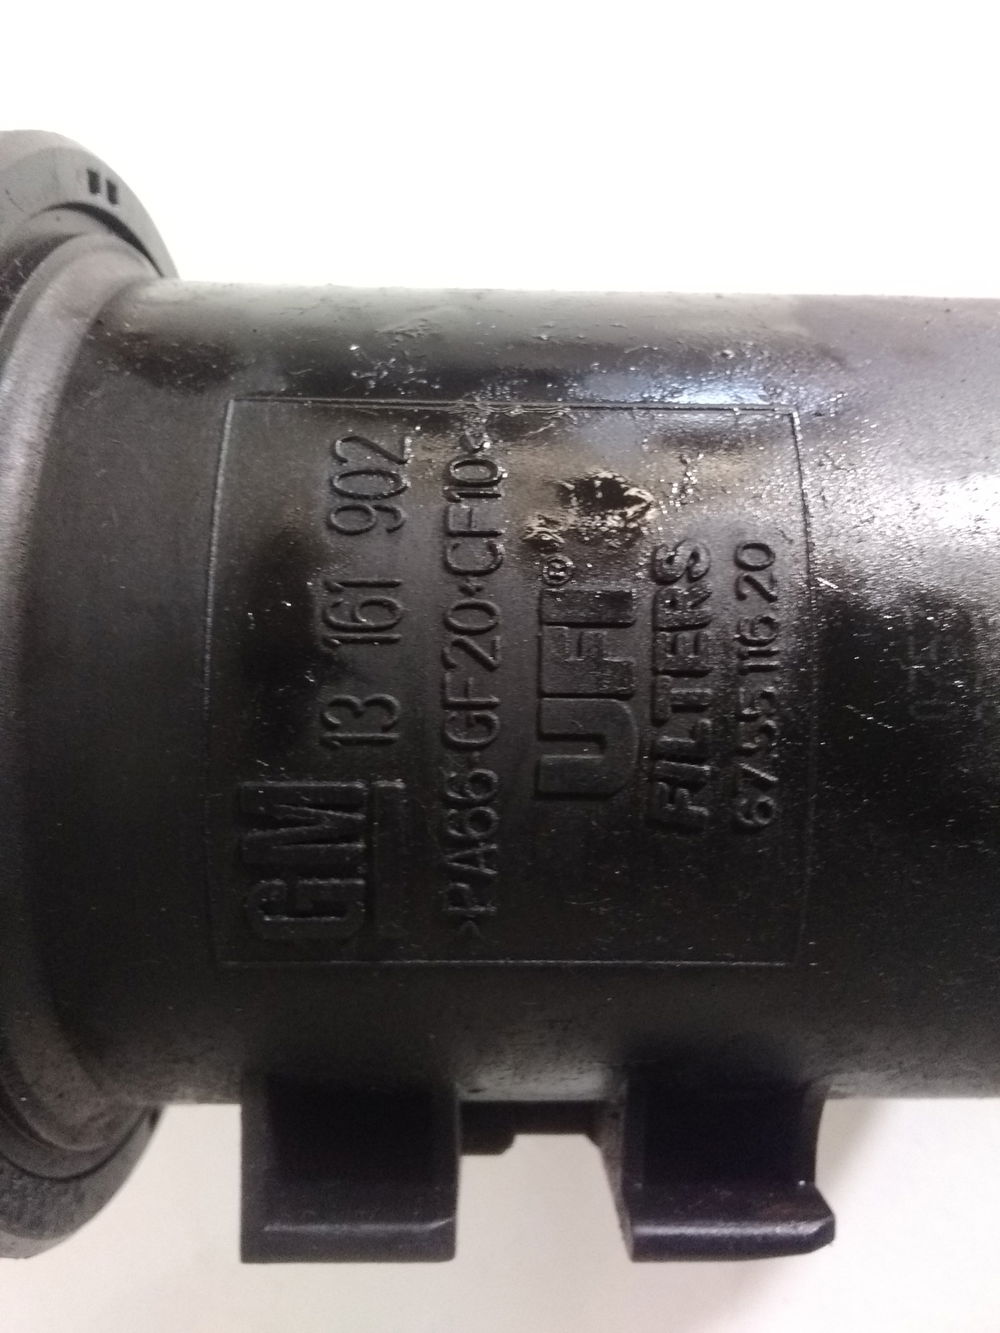 GM 13 161 902
>PA66-GF20+CF10<
UFI®
FILTERS
67.55.116.20